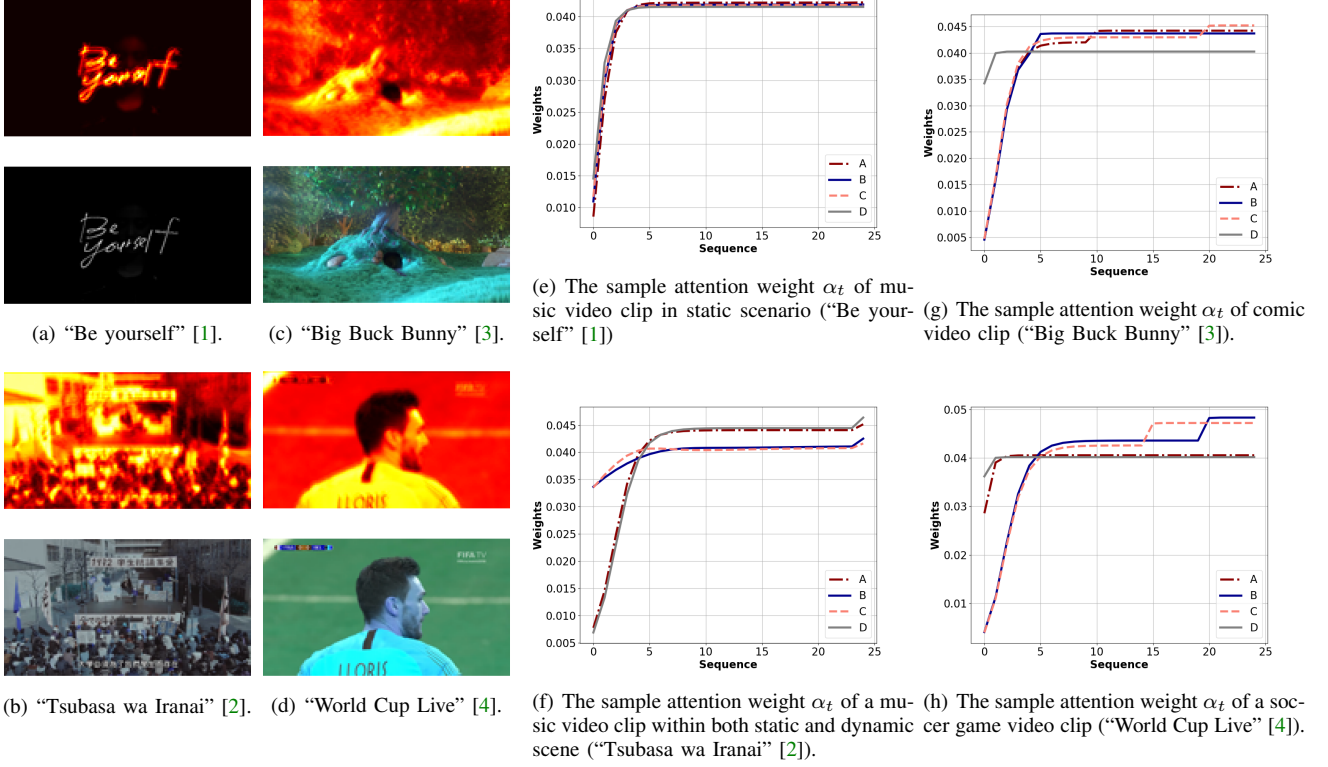 Be
yourself
Be
yourself
(a) “Be yourself” [1].
(c) “Big Buck Bunny” [3].
FIFA TV
LLORIS
1972
FIFA TV
LLORIS
(b) “Tsubasa wa Iranai” [2].
(d) “World Cup Live” [4].
0.040
0.035
0.030
0.025
0.020
0.015
0.010
Weights
A
B
C
D
0 5 10 15 20 25
Sequence
(e) The sample attention weight αt of mu-
sic video clip in static scenario (“Be your-
self” [1])
0.045
0.040
0.035
0.030
0.025
0.020
0.015
0.010
0.005
Weights
A
B
C
D
0 5 10 15 20 25
Sequence
(g) The sample attention weight αt of comic
video clip (“Big Buck Bunny” [3]).
0.045
0.040
0.035
0.030
0.025
0.020
0.015
0.010
0.005
Weights
A
B
C
D
0 5 10 15 20 25
Sequence
(f) The sample attention weight αt of a mu-
sic video clip within both static and dynamic
scene (“Tsubasa wa Iranai” [2]).
0.05
0.04
0.03
0.02
0.01
Weights
A
B
C
D
0 5 10 15 20 25
Sequence
(h) The sample attention weight αt of a soc-
cer game video clip (“World Cup Live” [4]).